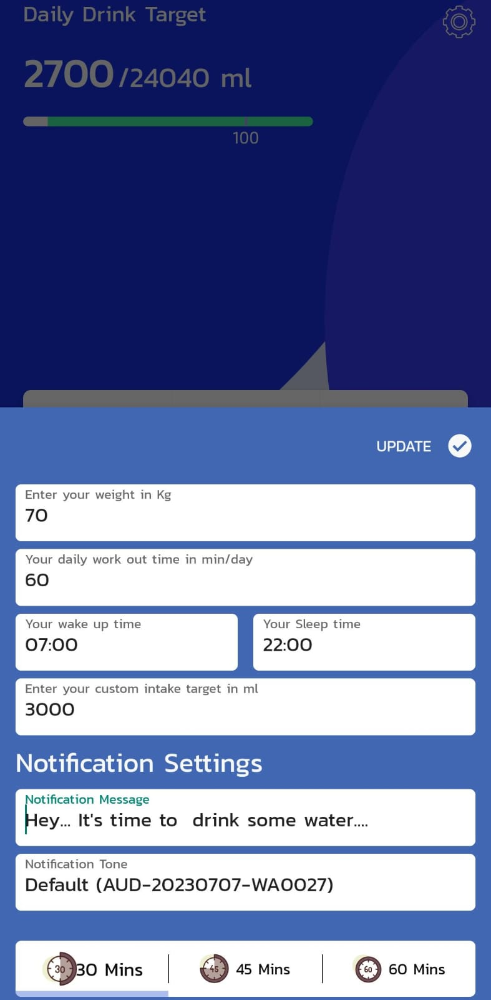 Daily Drink Target
2700/24040 ml
100
UPDATE
Enter your weight in Kg
70
Your daily work out time in min/day
60
Your wake up time
07:00
Your Sleep time
22:00
Enter your custom intake target in ml
3000
Notification Settings
Notification Message
Hey... It's time to  drink some water....
Notification Tone
Default (AUD-20230707-WA0027)
30 30 Mins
45 45 Mins
60 60 Mins